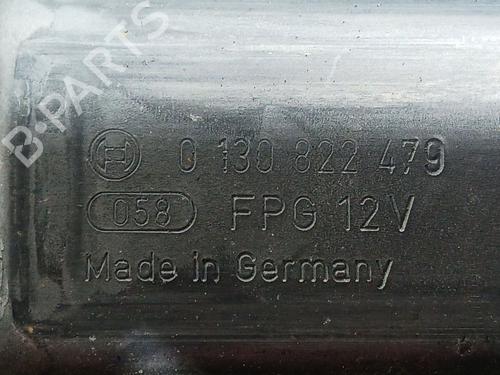 B-PARTS
0 130 822 479
058 FPG 12V
Made in Germany